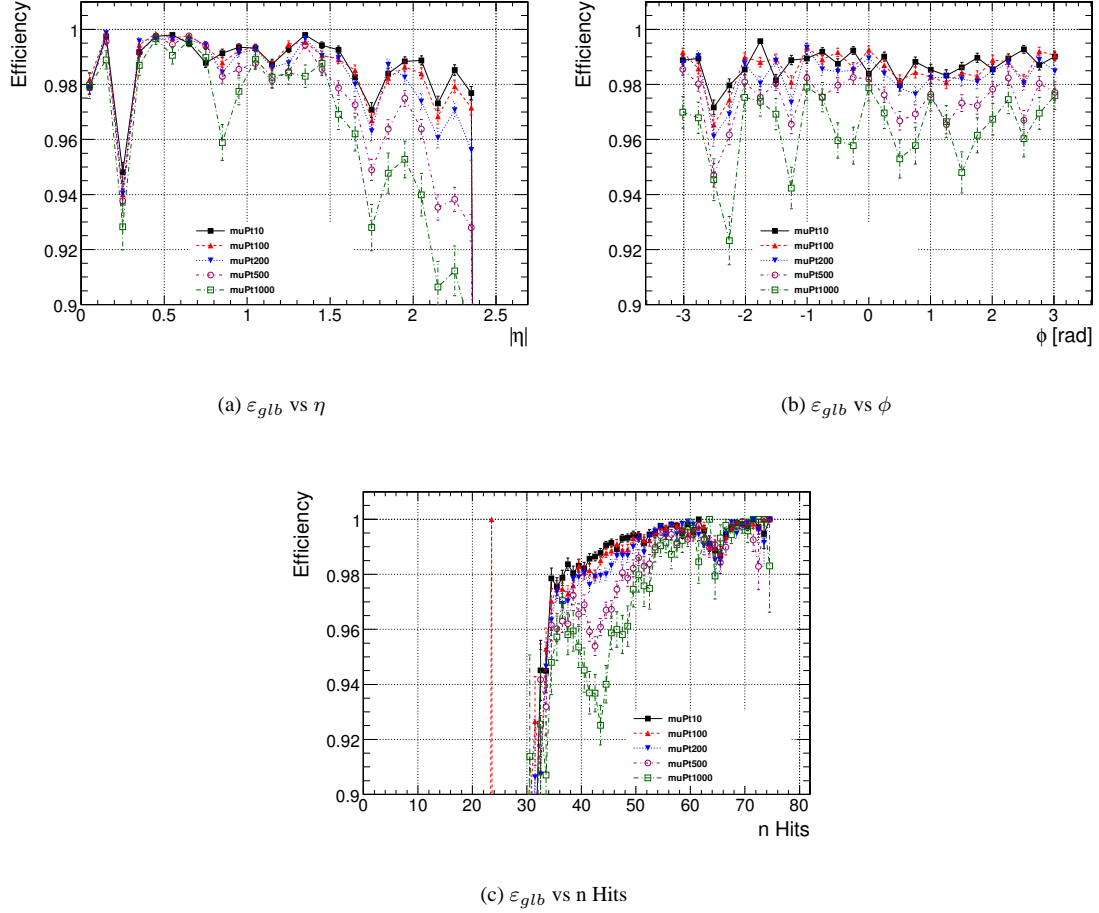 Efficiency
1
0.98
0.96
0.94
0.92
0.9
muPt10
muPt100
muPt200
muPt500
muPt1000
0 0.5 1 1.5 2 2.5
|η|
(a) εglb vs η
Efficiency
1
0.98
0.96
0.94
0.92
0.9
muPt10
muPt100
muPt200
muPt500
muPt1000
-3 -2 -1 0 1 2 3
ϕ [rad]
(b) εglb vs ϕ
Efficiency
1
0.98
0.96
0.94
0.92
0.9
muPt10
muPt100
muPt200
muPt500
muPt1000
0 10 20 30 40 50 60 70 80
n Hits
(c) εglb vs n Hits